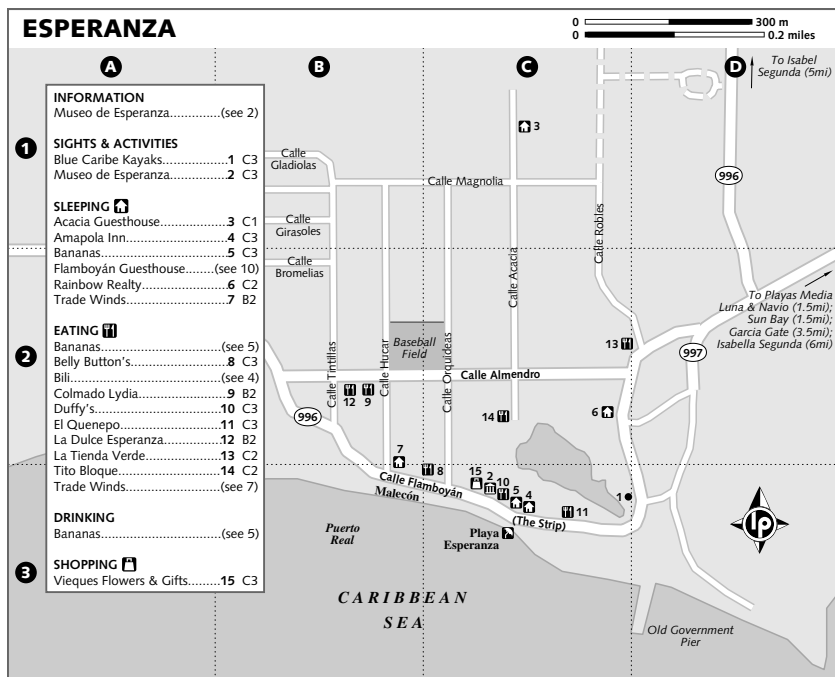 ESPERANZA
0 300 m
0 0.2 miles
A
B
C
D
1
2
3
INFORMATION
Museo de Esperanza..............(see 2)
SIGHTS & ACTIVITIES
Blue Caribe Kayaks...............1 C3
Museo de Esperanza............2 C3
SLEEPING
Acacia Guesthouse...............3 C1
Amapola Inn.........................4 C3
Bananas................................5 C3
Flamboyán Guesthouse.......(see 10)
Rainbow Realty....................6 C2
Trade Winds.........................7 B2
EATING
Bananas................................(see 5)
Belly Button's.......................8 C3
Bili........................................(see 4)
Colmado Lydia.....................9 B2
Duffy's................................10 C3
El Quenepo.........................11 C3
La Dulce Esperanza.............12 B2
La Tienda Verde..................13 C2
Tito Bloque.........................14 C2
Trade Winds.........................(see 7)
DRINKING
Bananas................................(see 5)
SHOPPING
Vieques Flowers & Gifts......15 C3
To Isabel
Segunda (5mi)
3
Calle
Gladiolas
Calle Magnolia
996
Calle
Girasoles
Calle Robles
Calle
Bromelias
Calle Acacia
To Playas Media
Luna & Navio (1.5mi);
Sun Bay (1.5mi);
Garcia Gate (3.5mi);
Isabella Segunda (6mi)
Calle Tintillas
Calle Hucar
Baseball
Field
Calle Orquideas
13
997
Calle Almendro
12
9
996
14
6
7
8
15
2
10
5
4
1
11
Calle Flamboyán
(The Strip)
Malecón
Puerto
Real
Playa
Esperanza
lp
CARIBBEAN
SEA
Old Government
Pier